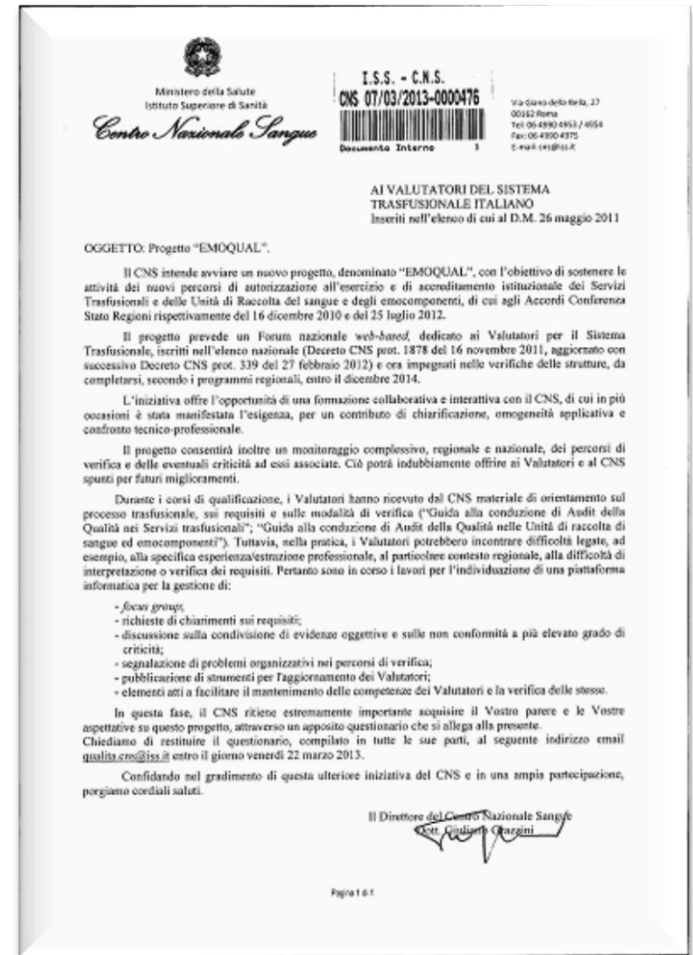 Ministero della Salute
Istituto Superiore di Sanità
Centro Nazionale Sangue
I.S.S. - C.N.S.
CNS 07/03/2013-0000476
Documento Interno 1
Via Giano della Bella, 27
00162 Roma
Tel: 06 4990 4953 / 4954
Fax: 06 4990 4975
E-mail: cns@iss.it
AI VALUTATORI DEL SISTEMA
TRASFUSIONALE ITALIANO
Inseriti nell'elenco di cui al D.M. 26 maggio 2011
OGGETTO: Progetto "EMOQUAL".
Il CNS intende avviare un nuovo progetto, denominato "EMOQUAL", con l'obiettivo di sostenere le
attività dei nuovi percorsi di autorizzazione all'esercizio e di accreditamento istituzionale dei Servizi
Trasfusionali e delle Unità di Raccolta del sangue e degli emocomponenti, di cui agli Accordi Conferenza
Stato Regioni rispettivamente del 16 dicembre 2010 e del 25 luglio 2012.
Il progetto prevede un Forum nazionale web-based, dedicato ai Valutatori per il Sistema
Trasfusionale, iscritti nell'elenco nazionale (Decreto CNS prot. 1878 del 16 novembre 2011, aggiornato con
successivo Decreto CNS prot. 339 del 27 febbraio 2012) e ora impegnati nelle verifiche delle strutture, da
completarsi, secondo i programmi regionali, entro il dicembre 2014.
L'iniziativa offre l'opportunità di una formazione collaborativa e interattiva con il CNS, di cui in più
occasioni è stata manifestata l'esigenza, per un contributo di chiarificazione, omogeneità applicativa e
confronto tecnico-professionale.
Il progetto consentirà inoltre un monitoraggio complessivo, regionale e nazionale, dei percorsi di
verifica e delle eventuali criticità ad essi associate. Ciò potrà indubbiamente offrire ai Valutatori e al CNS
spunti per futuri miglioramenti.
Durante i corsi di qualificazione, i Valutatori hanno ricevuto dal CNS materiale di orientamento sul
processo trasfusionale, sui requisiti e sulle modalità di verifica ("Guida alla conduzione di Audit della
Qualità nei Servizi trasfusionali"; "Guida alla conduzione di Audit della Qualità nelle Unità di raccolta di
sangue ed emocomponenti"). Tuttavia, nella pratica, i Valutatori potrebbero incontrare difficoltà legate, ad
esempio, alla specifica esperienza/estrazione professionale, al particolare contesto regionale, alla difficoltà di
interpretazione o verifica dei requisiti. Pertanto sono in corso i lavori per l'individuazione di una piattaforma
informatica per la gestione di:
- focus group;
- richieste di chiarimenti sui requisiti;
- discussione sulla condivisione di evidenze oggettive e sulle non conformità a più elevato grado di
criticità;
- segnalazione di problemi organizzativi nei percorsi di verifica;
- pubblicazione di strumenti per l'aggiornamento dei Valutatori;
- elementi atti a facilitare il mantenimento delle competenze dei Valutatori e la verifica delle stesse.
In questa fase, il CNS ritiene estremamente importante acquisire il Vostro parere e le Vostre
aspettative su questo progetto, attraverso un apposito questionario che si allega alla presente.
Chiediamo di restituire il questionario, compilato in tutte le sue parti, al seguente indirizzo email
qualita.cns@iss.it entro il giorno venerdì 22 marzo 2013.
Confidando nel gradimento di questa ulteriore iniziativa del CNS e in una ampia partecipazione,
porgiamo cordiali saluti.
Il Direttore del Centro Nazionale Sangue
Dott. Giuliano Grazzini
Pagina 1 di 1